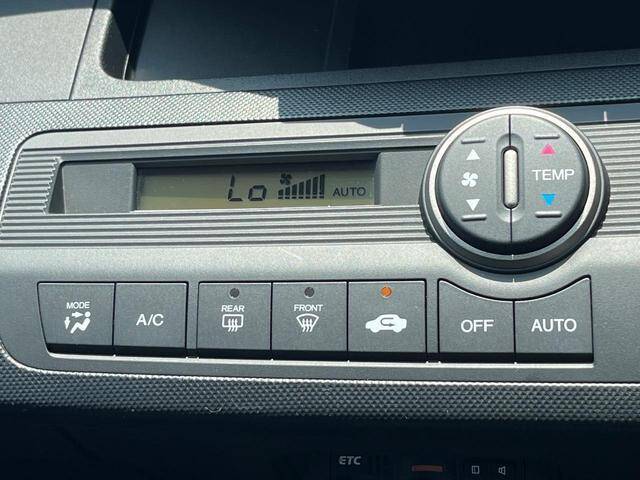 Lo AUTO
TEMP
MODE
A/C
REAR
FRONT
OFF
AUTO
ETC